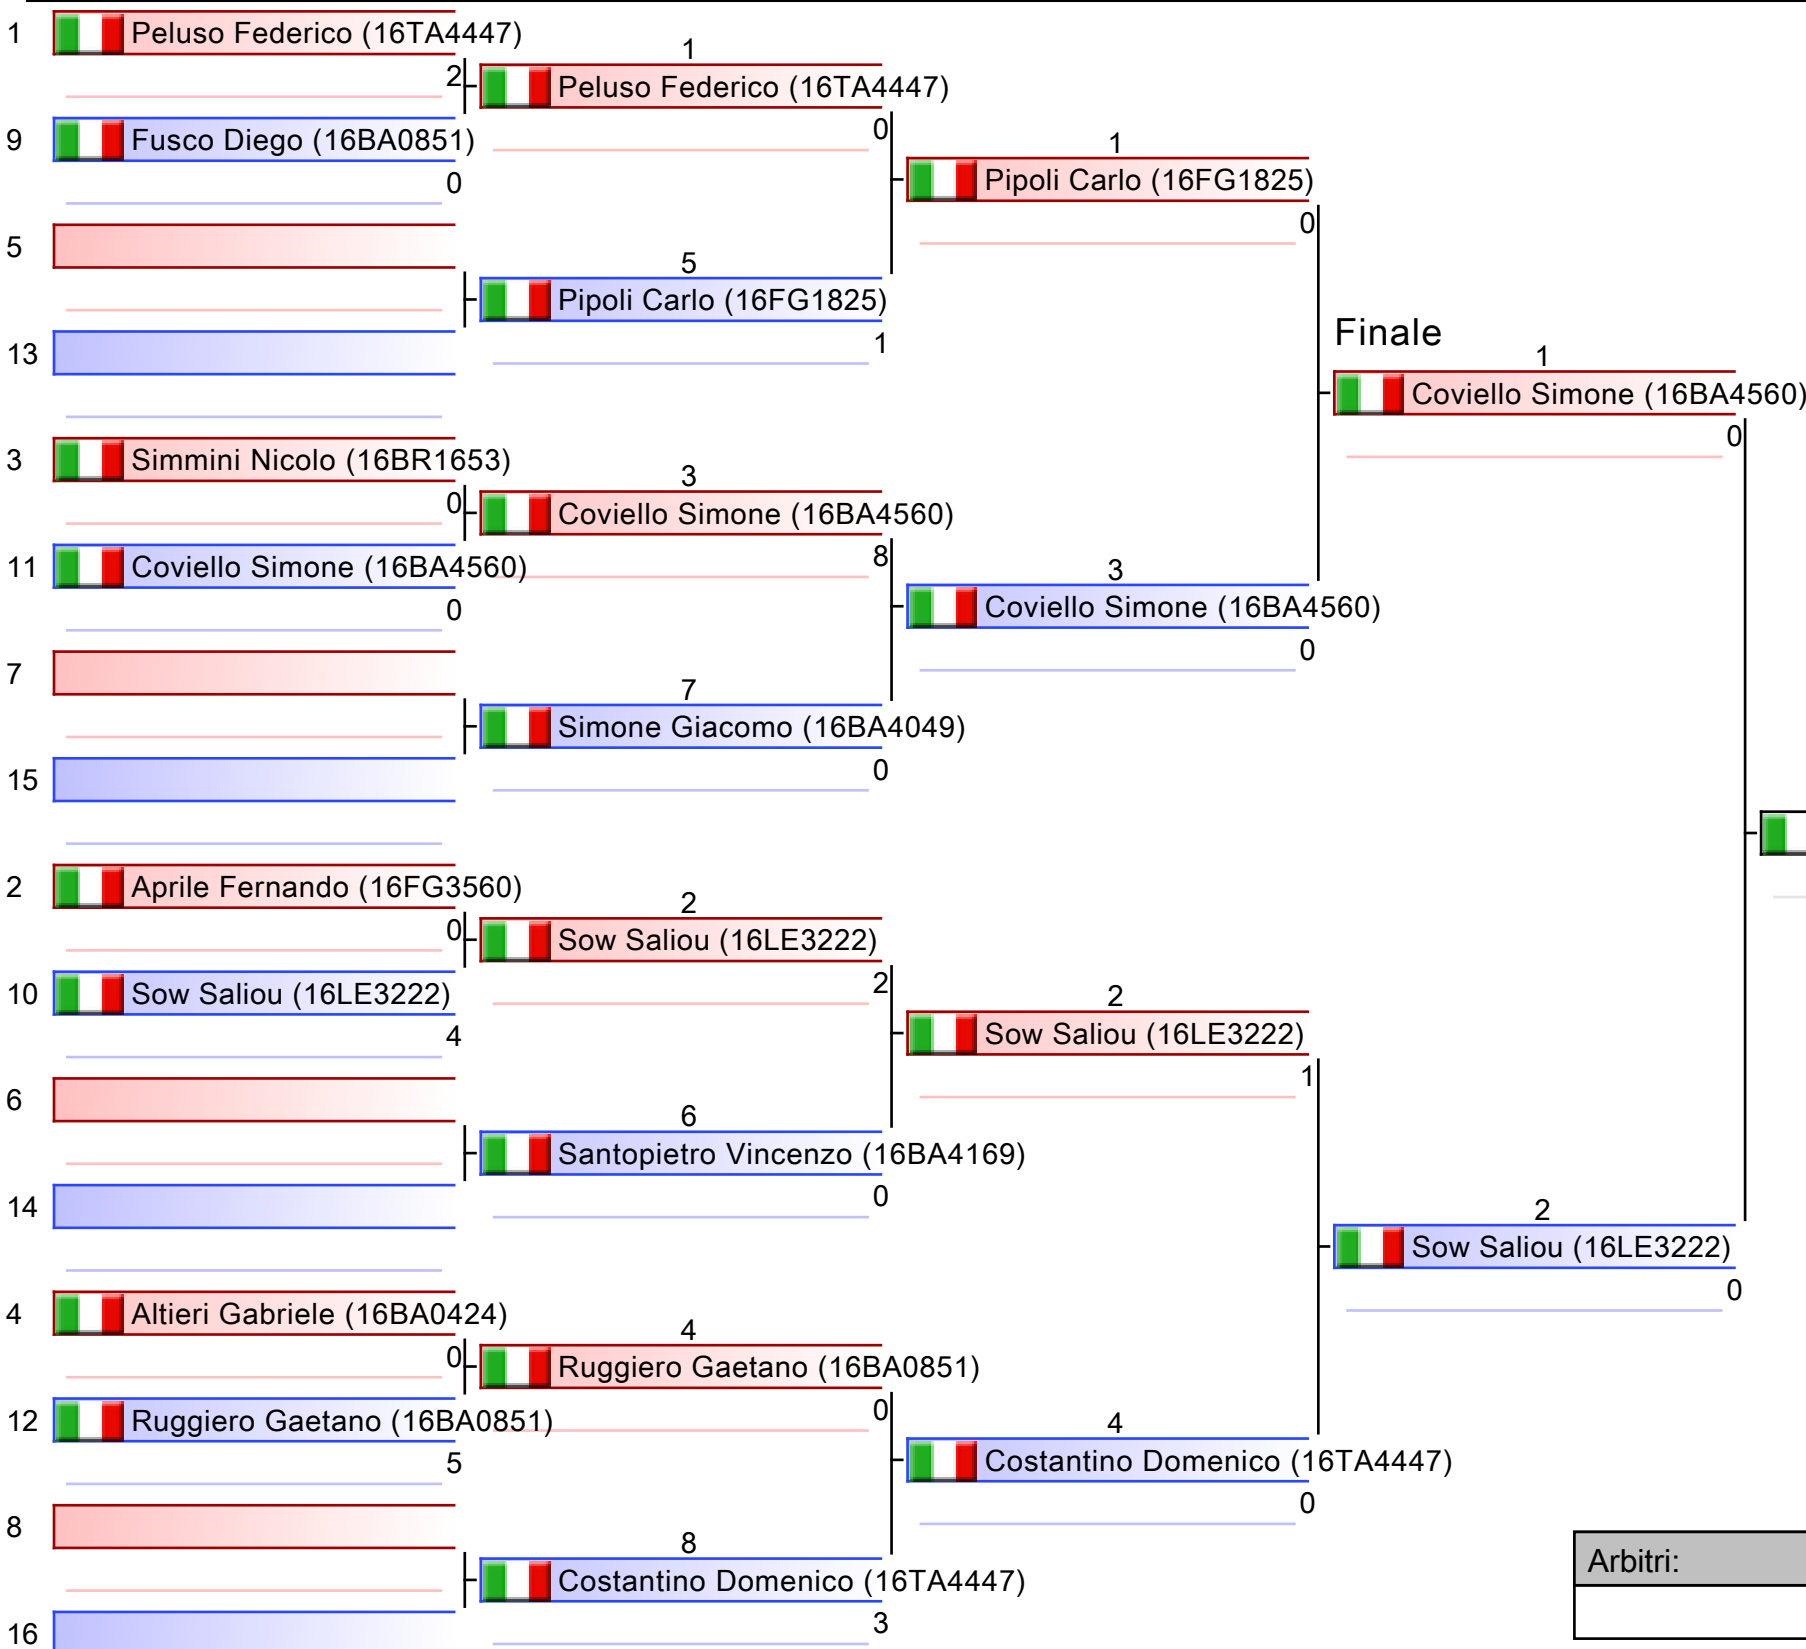 1 Peluso Federico (16TA4447)
2
9 Fusco Diego (16BA0851)
0
5
13
3 Simmini Nicolo (16BR1653)
0
11 Coviello Simone (16BA4560)
0
7
15
2 Aprile Fernando (16FG3560)
0
10 Sow Saliou (16LE3222)
4
6
14
4 Altieri Gabriele (16BA0424)
0
12 Ruggiero Gaetano (16BA0851)
5
8
16
1
Peluso Federico (16TA4447)
0
5
Pipoli Carlo (16FG1825)
1
3
Coviello Simone (16BA4560)
8
7
Simone Giacomo (16BA4049)
0
2
Sow Saliou (16LE3222)
2
6
Santopietro Vincenzo (16BA4169)
0
4
Ruggiero Gaetano (16BA0851)
0
8
Costantino Domenico (16TA4447)
3
1
Pipoli Carlo (16FG1825)
0
3
Coviello Simone (16BA4560)
0
2
Sow Saliou (16LE3222)
1
4
Costantino Domenico (16TA4447)
0
Finale
1
Coviello Simone (16BA4560)
0
2
Sow Saliou (16LE3222)
0
Arbitri: